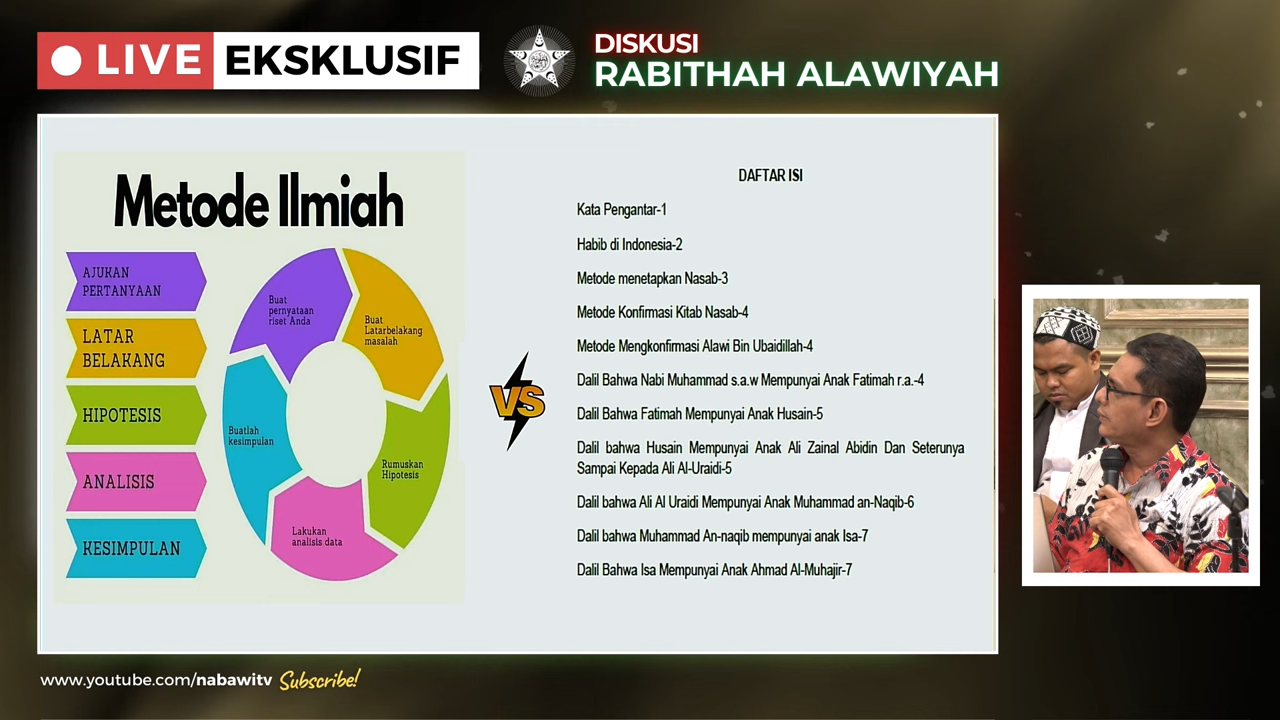 LIVE EKSKLUSIF
DISKUSI
RABITHAH ALAWIYAH
Metode Ilmiah
AJUKAN
PERTANYAAN
LATAR
BELAKANG
HIPOTESIS
ANALISIS
KESIMPULAN
Buat
pernyataan
riset Anda
Buat
Latarbelakang
masalah
Rumuskan
Hipotesis
Lakukan
analisis data
Buatlah
kesimpulan
VS
DAFTAR ISI
Kata Pengantar-1
Habib di Indonesia-2
Metode menetapkan Nasab-3
Metode Konfirmasi Kitab Nasab-4
Metode Mengkonfirmasi Alawi Bin Ubaidillah-4
Dalil Bahwa Nabi Muhammad s.a.w Mempunyai Anak Fatimah r.a.-4
Dalil Bahwa Fatimah Mempunyai Anak Husain-5
Dalil bahwa Husain Mempunyai Anak Ali Zainal Abidin Dan Seterunya
Sampai Kepada Ali Al-Uraidi-5
Dalil bahwa Ali Al Uraidi Mempunyai Anak Muhammad an-Naqib-6
Dalil bahwa Muhammad An-naqib mempunyai anak Isa-7
Dalil Bahwa Isa Mempunyai Anak Ahmad Al-Muhajir-7
www.youtube.com/nabawitv Subscribe!